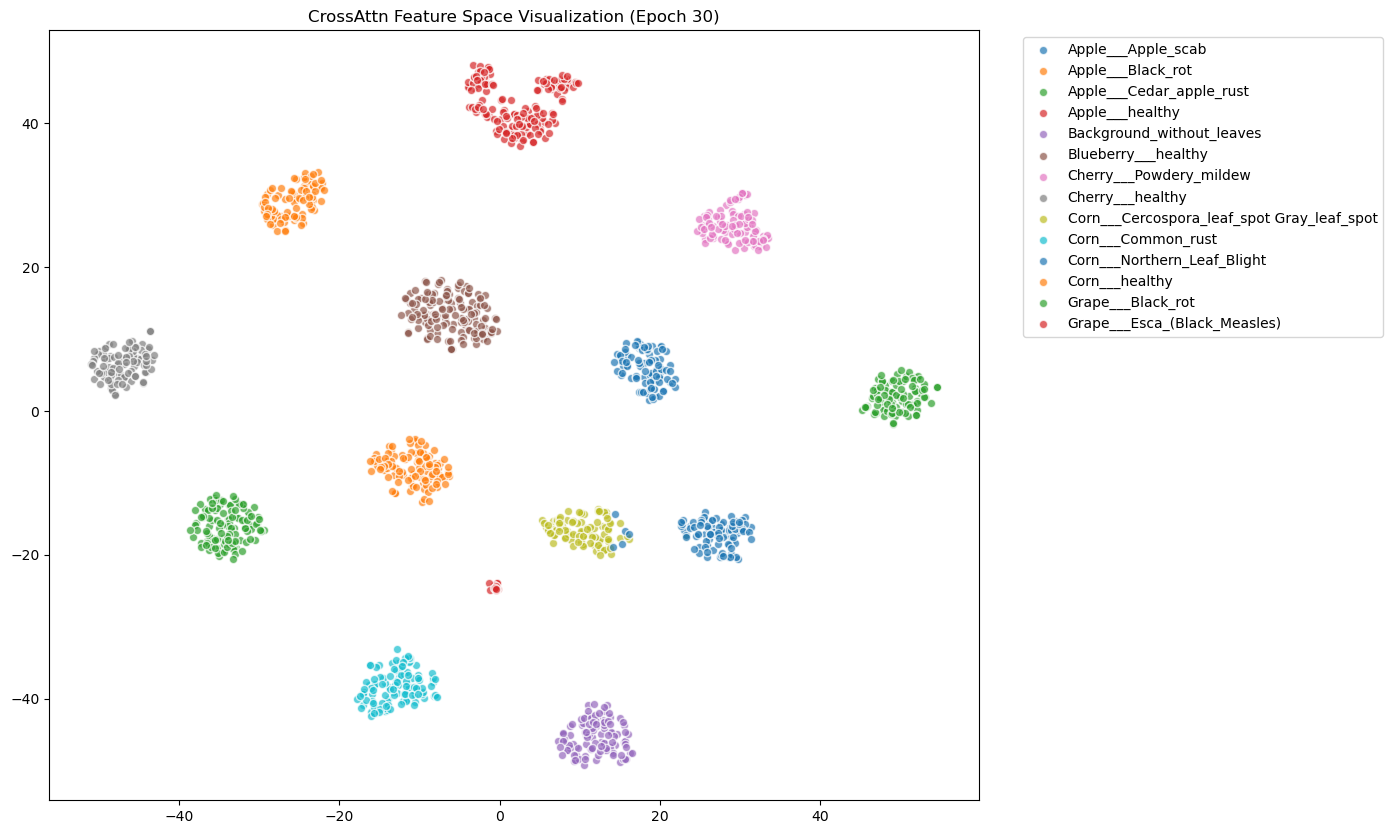 CrossAttn Feature Space Visualization (Epoch 30)
Apple___Apple_scab
Apple___Black_rot
Apple___Cedar_apple_rust
Apple___healthy
Background_without_leaves
Blueberry___healthy
Cherry___Powdery_mildew
Cherry___healthy
Corn___Cercospora_leaf_spot Gray_leaf_spot
Corn___Common_rust
Corn___Northern_Leaf_Blight
Corn___healthy
Grape___Black_rot
Grape___Esca_(Black_Measles)
40
20
0
−20
−40
−40 −20 0 20 40